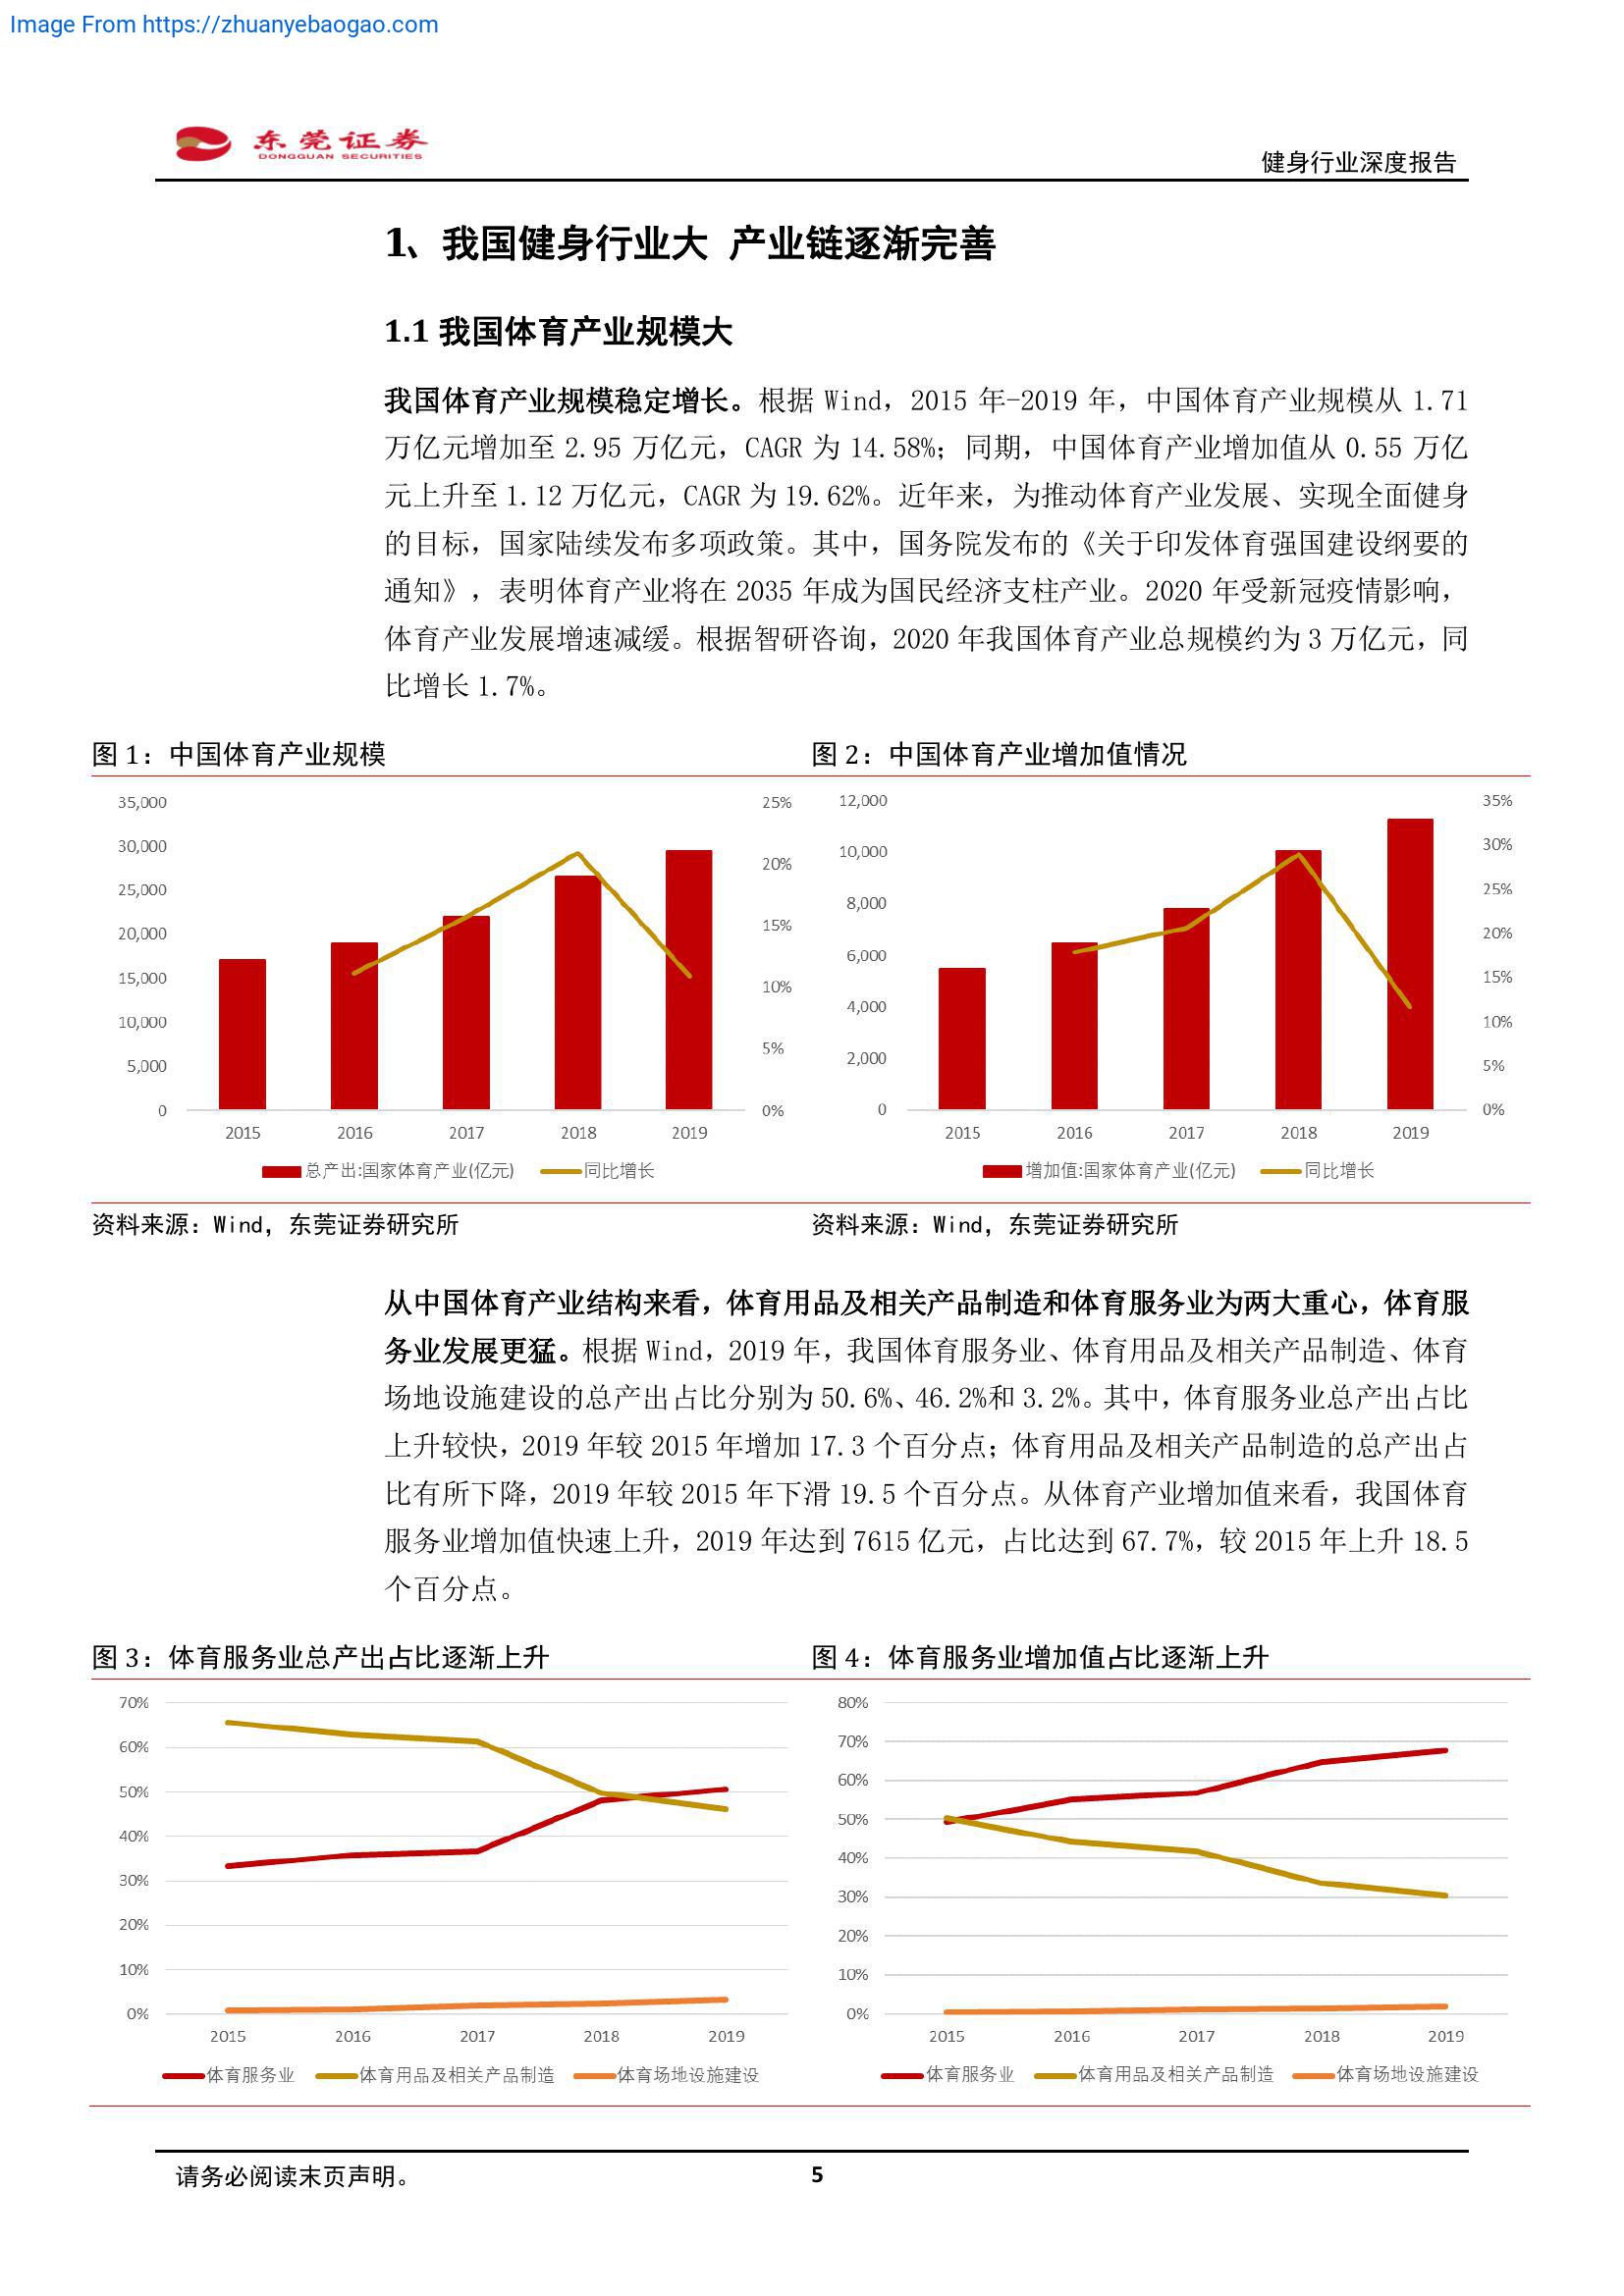 Image From https://zhuanyebaogao.com
东莞证券
DONGGUAN SECURITIES
健身行业深度报告
1、我国健身行业大 产业链逐渐完善
1.1 我国体育产业规模大
我国体育产业规模稳定增长。根据 Wind，2015 年-2019 年，中国体育产业规模从 1.71
万亿元增加至 2.95 万亿元，CAGR 为 14.58%；同期，中国体育产业增加值从 0.55 万亿
元上升至 1.12 万亿元，CAGR 为 19.62%。近年来，为推动体育产业发展、实现全面健身
的目标，国家陆续发布多项政策。其中，国务院发布的《关于印发体育强国建设纲要的
通知》，表明体育产业将在 2035 年成为国民经济支柱产业。2020 年受新冠疫情影响，
体育产业发展增速减缓。根据智研咨询，2020 年我国体育产业总规模约为 3 万亿元，同
比增长 1.7%。
图 1：中国体育产业规模
35,000
30,000
25,000
20,000
15,000
10,000
5,000
0
25%
20%
15%
10%
5%
0%
2015 2016 2017 2018 2019
总产出:国家体育产业(亿元) 同比增长
资料来源：Wind，东莞证券研究所
图 2：中国体育产业增加值情况
12,000
10,000
8,000
6,000
4,000
2,000
0
35%
30%
25%
20%
15%
10%
5%
0%
2015 2016 2017 2018 2019
增加值:国家体育产业(亿元) 同比增长
资料来源：Wind，东莞证券研究所
从中国体育产业结构来看，体育用品及相关产品制造和体育服务业为两大重心，体育服
务业发展更猛。根据 Wind，2019 年，我国体育服务业、体育用品及相关产品制造、体育
场地设施建设的总产出占比分别为 50.6%、46.2%和 3.2%。其中，体育服务业总产出占比
上升较快，2019 年较 2015 年增加 17.3 个百分点；体育用品及相关产品制造的总产出占
比有所下降，2019 年较 2015 年下滑 19.5 个百分点。从体育产业增加值来看，我国体育
服务业增加值快速上升，2019 年达到 7615 亿元，占比达到 67.7%，较 2015 年上升 18.5
个百分点。
图 3：体育服务业总产出占比逐渐上升
70%
60%
50%
40%
30%
20%
10%
0%
2015 2016 2017 2018 2019
体育服务业 体育用品及相关产品制造 体育场地设施建设
图 4：体育服务业增加值占比逐渐上升
80%
70%
60%
50%
40%
30%
20%
10%
0%
2015 2016 2017 2018 2019
体育服务业 体育用品及相关产品制造 体育场地设施建设
请务必阅读末页声明。
5